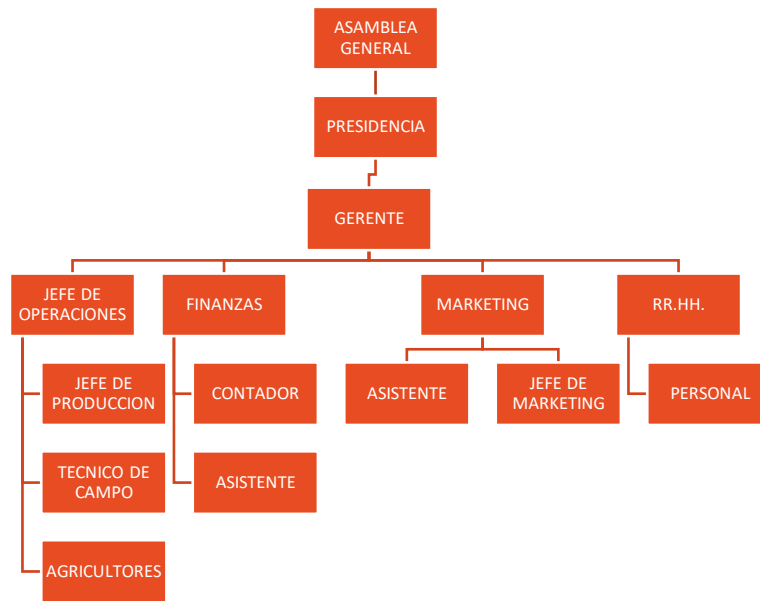 ASAMBLEA
GENERAL
PRESIDENCIA
GERENTE
JEFE DE
OPERACIONES
FINANZAS
MARKETING
RR.HH.
JEFE DE
PRODUCCION
CONTADOR
ASISTENTE
JEFE DE
MARKETING
PERSONAL
TECNICO DE
CAMPO
ASISTENTE
AGRICULTORES